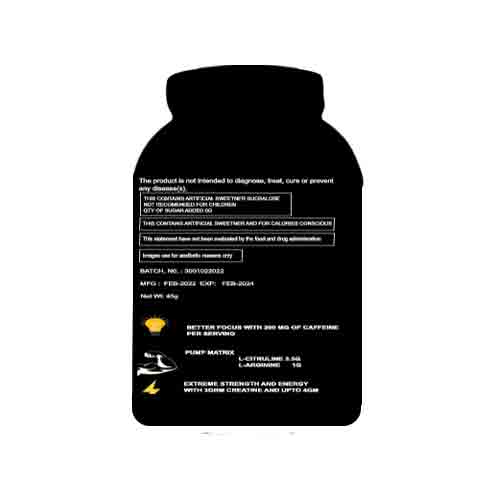 The product is not intended to diagnose, treat, cure or prevent
any disease(s).
THIS CONTAINS ARTIFICIAL SWEETNER SUCRALOSE
NOT RECOMMENDED FOR CHILDREN
QTY OF SUGAR ADDED 0G
THIS CONTAINS ARTIFICIAL SWEETNER AND FOR CALORIES CONSCIOUS
This statement have not been evaluated by the food and drug administration
Images use for aesthetic reasons only
BATCH, NO. : 3001022022
MFG : FEB-2022 EXP: FEB-2024
Net Wt. 45g
BETTER FOCUS WITH 200 MG OF CAFFEINE
PER SERVING
PUMP MATRIX
L-CITRULINE 3.5G
L-ARGININE 1G
EXTREME STRENGTH AND ENERGY
WITH 3GRM CREATINE AND UPTO 4GM